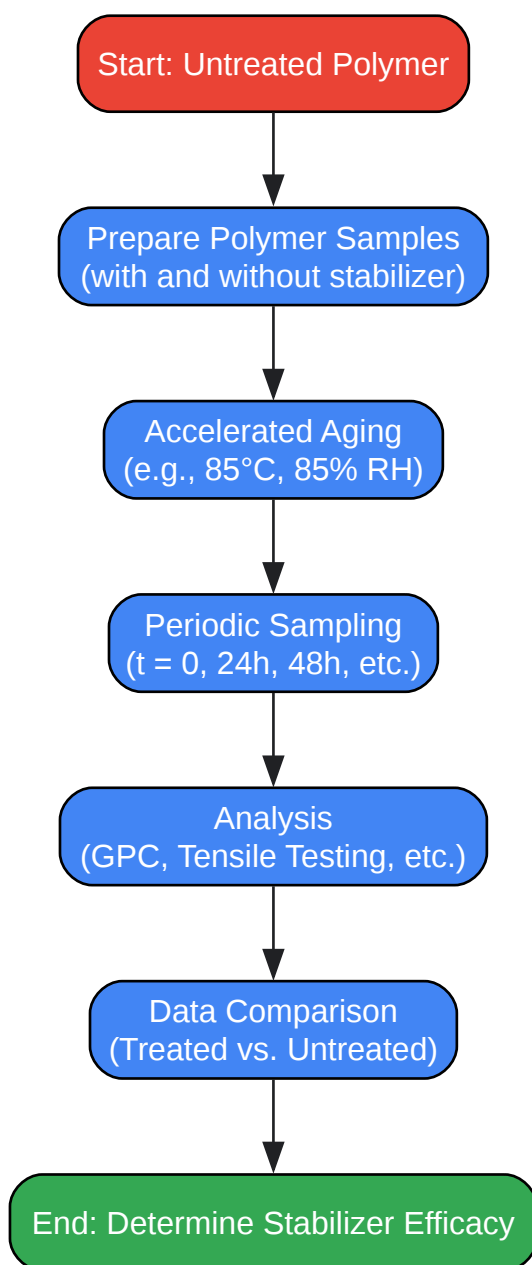 Start: Untreated Polymer
Prepare Polymer Samples
(with and without stabilizer)
Accelerated Aging
(e.g., 85°C, 85% RH)
Periodic Sampling
(t = 0, 24h, 48h, etc.)
Analysis
(GPC, Tensile Testing, etc.)
Data Comparison
(Treated vs. Untreated)
End: Determine Stabilizer Efficacy